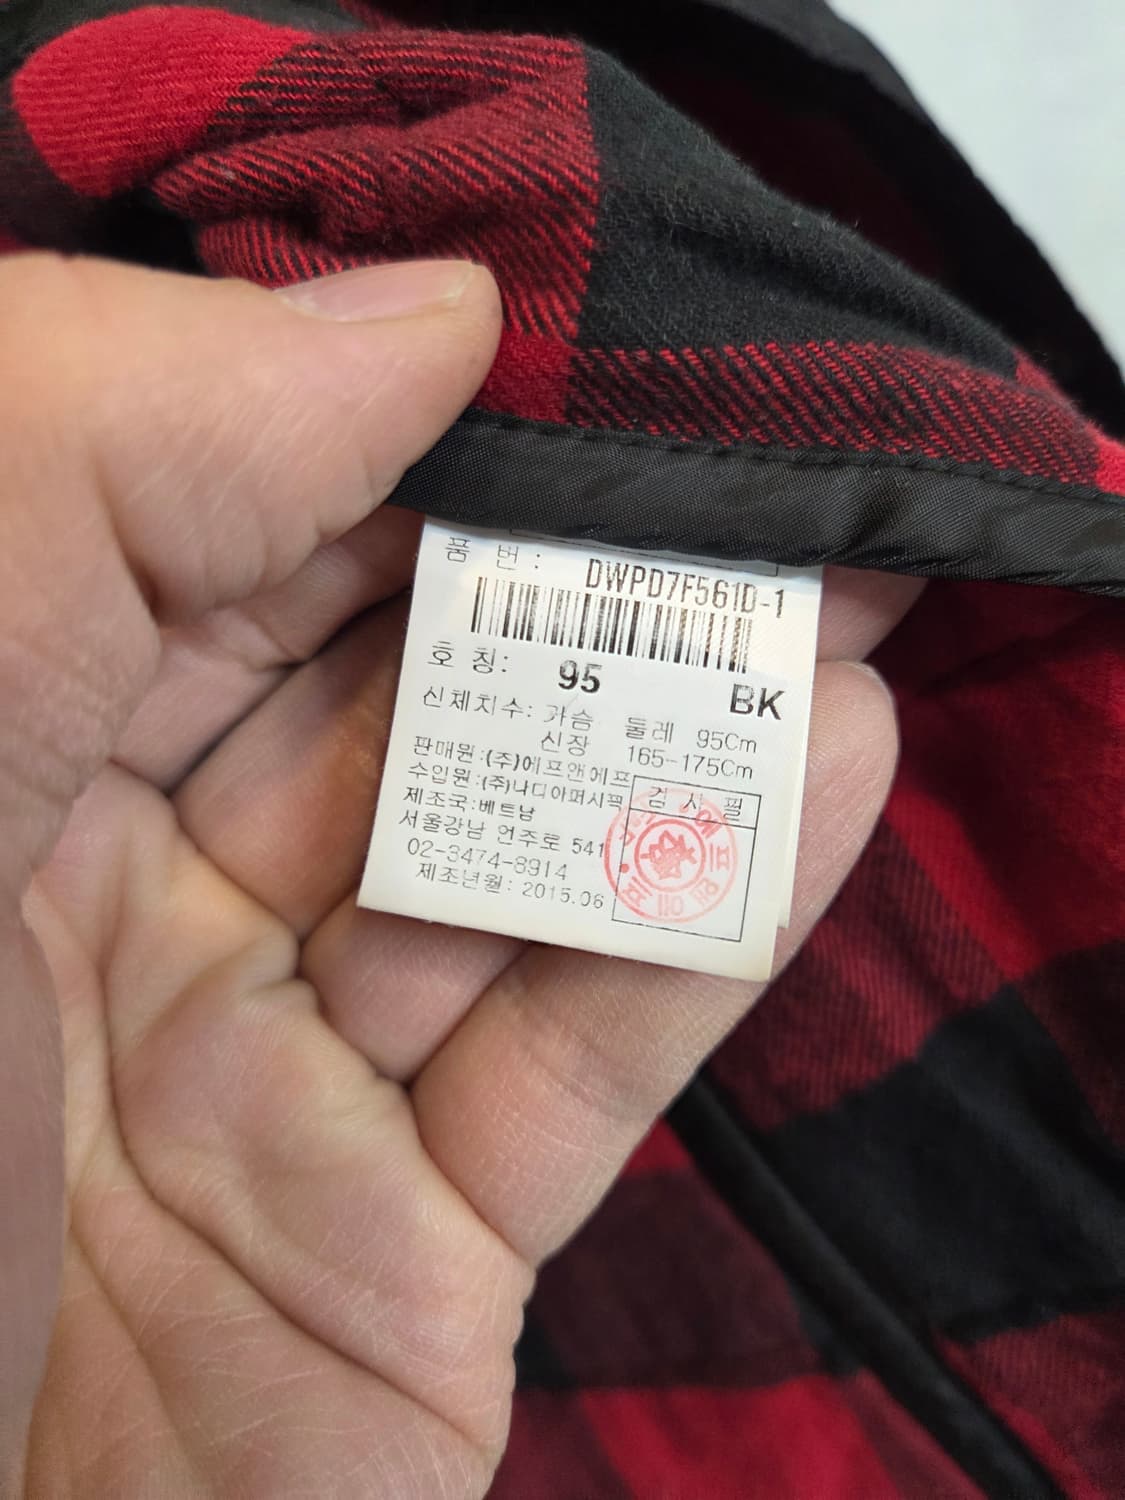 품 번 : DWPD7F561D-1
호 칭: 95 BK
신체치수: 가슴 둘레 95Cm
신장 165-175Cm
판매원:(주)에프앤에프
수입원:(주)나디아퍼시픽
제조국:베트남
서울강남 언주로 541
02-3474-8914
제조년월: 2015.06
검 사 필